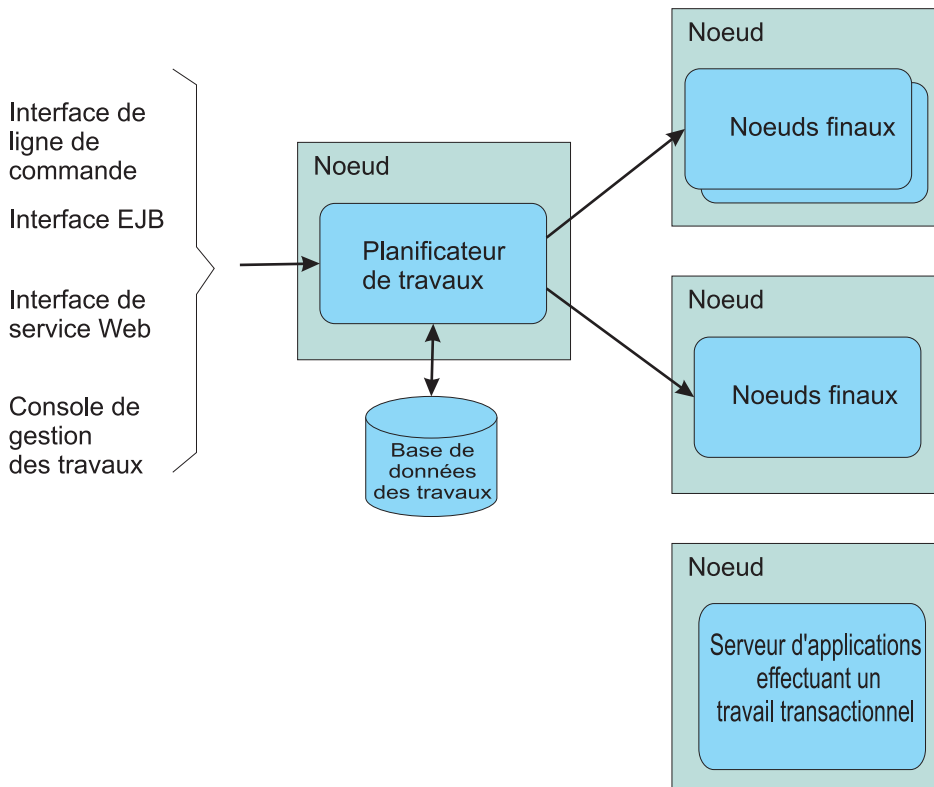 Interface de
ligne de
commande
Interface EJB
Interface de
service Web
Console de
gestion
des travaux
Noeud
Planificateur
de travaux
Base de
données
des travaux
Noeud
Noeuds finaux
Noeud
Noeuds finaux
Noeud
Serveur d'applications
effectuant un
travail transactionnel